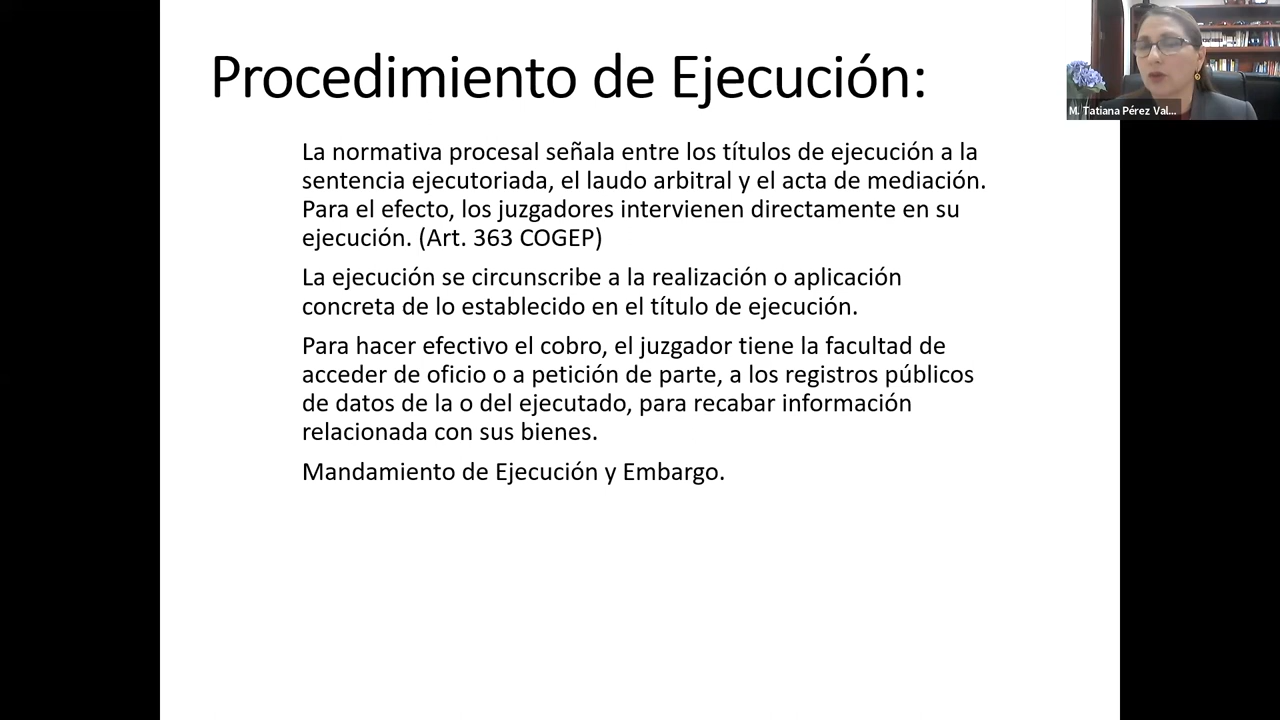 Procedimiento de Ejecución:
M. Tatiana Pérez Val...
La normativa procesal señala entre los títulos de ejecución a la
sentencia ejecutoriada, el laudo arbitral y el acta de mediación.
Para el efecto, los juzgadores intervienen directamente en su
ejecución. (Art. 363 COGEP)
La ejecución se circunscribe a la realización o aplicación
concreta de lo establecido en el título de ejecución.
Para hacer efectivo el cobro, el juzgador tiene la facultad de
acceder de oficio o a petición de parte, a los registros públicos
de datos de la o del ejecutado, para recabar información
relacionada con sus bienes.
Mandamiento de Ejecución y Embargo.